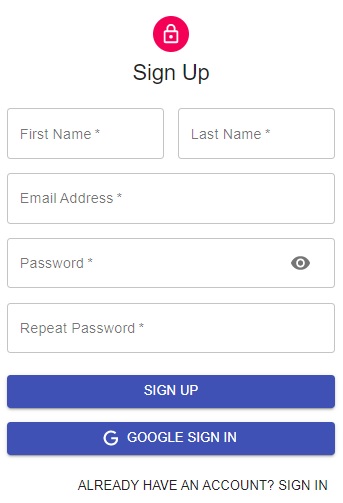 Sign Up
First Name *
Last Name *
Email Address *
Password *
Repeat Password *
SIGN UP
GOOGLE SIGN IN
ALREADY HAVE AN ACCOUNT? SIGN IN